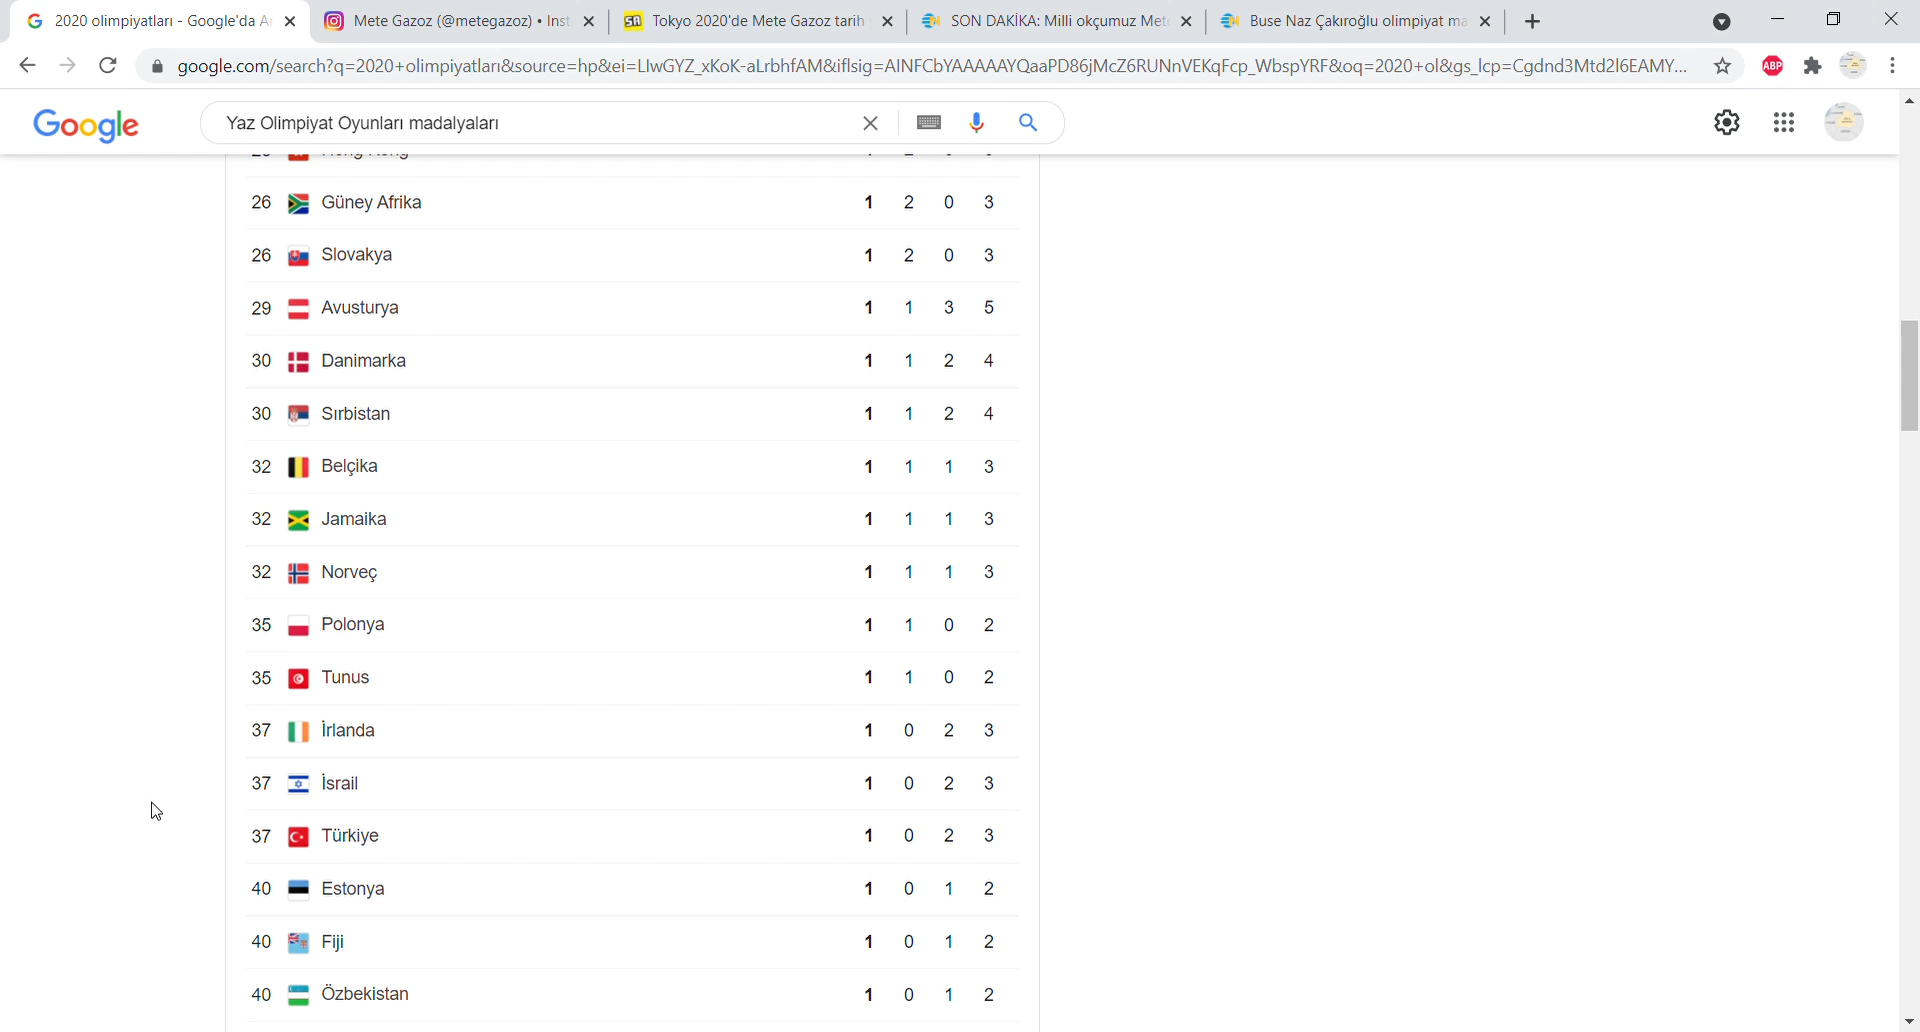 2020 olimpiyatları - Google'da Ar
Mete Gazoz (@metegazoz) • Inst
Tokyo 2020'de Mete Gazoz tarih
SON DAKİKA: Milli okçumuz Mete
Buse Naz Çakıroğlu olimpiyat ma
google.com/search?q=2020+olimpiyatları&source=hp&ei=LIwGYZ_xKoK-aLrbhfAM&iflsig=AINFCbYAAAAAYQaaPD86jMcZ6RUNnVEKqFcp_WbspYRF&oq=2020+ol&gs_lcp=Cgdnd3Mtd2l6EAMY...
ABP
Google
Yaz Olimpiyat Oyunları madalyaları
26 Güney Afrika 1 2 0 3
26 Slovakya 1 2 0 3
29 Avusturya 1 1 3 5
30 Danimarka 1 1 2 4
30 Sırbistan 1 1 2 4
32 Belçika 1 1 1 3
32 Jamaika 1 1 1 3
32 Norveç 1 1 1 3
35 Polonya 1 1 0 2
35 Tunus 1 1 0 2
37 İrlanda 1 0 2 3
37 İsrail 1 0 2 3
37 Türkiye 1 0 2 3
40 Estonya 1 0 1 2
40 Fiji 1 0 1 2
40 Özbekistan 1 0 1 2